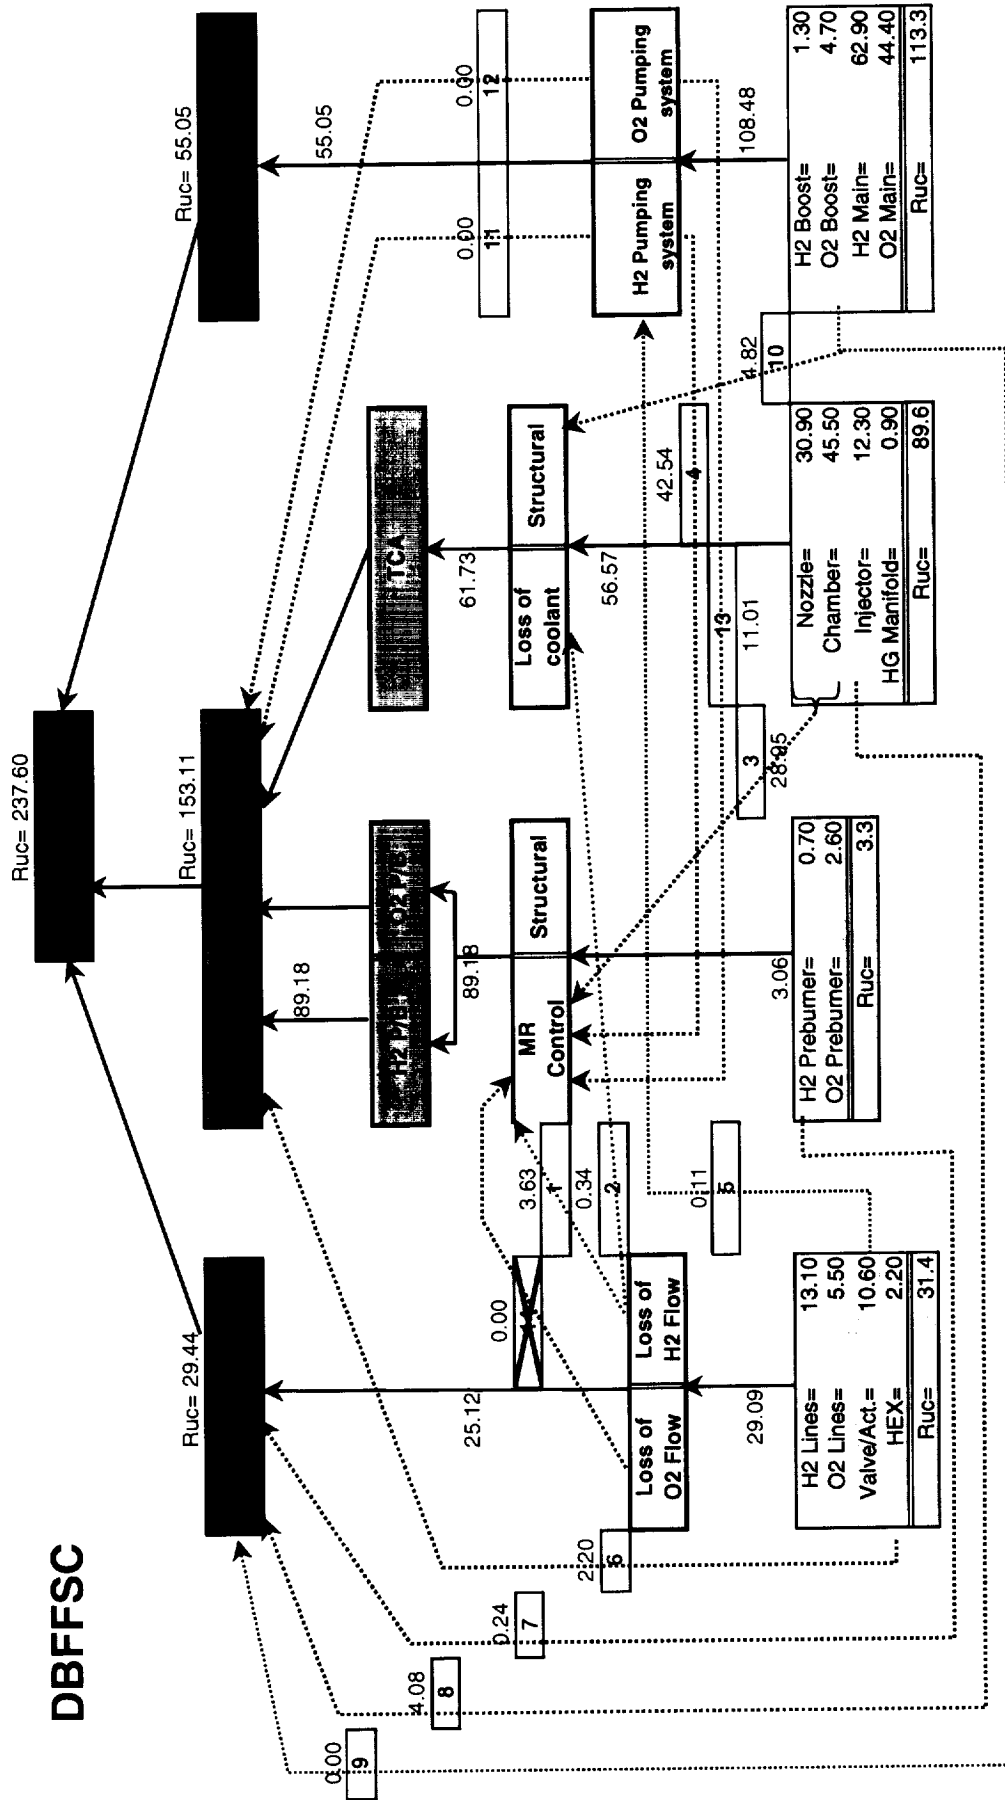 DBFFSC
Ruc= 237.60
Ruc= 29.44
Ruc= 153.11
Ruc= 55.05
89.18
55.05
0.00
9
4.08
8
0.24
7
2.20
6
25.12
H2 P/B
O2 P/B
TCA
89.18
61.73
0.00
11
0.00
12
0.00
3.63
1
MR
Control
Structural
Loss of
coolant
Structural
0.34
2
H2 Pumping
system
O2 Pumping
system
Loss of
O2 Flow
Loss of
H2 Flow
56.57
42.54
4
0.11
5
13
11.01
3
28.95
29.09
3.06
4.82
10
108.48
H2 Lines= 13.10
O2 Lines= 5.50
Valve/Act.= 10.60
HEX= 2.20
Ruc= 31.4
H2 Preburner= 0.70
O2 Preburner= 2.60
Ruc= 3.3
Nozzle= 30.90
Chamber= 45.50
Injector= 12.30
HG Manifold= 0.90
Ruc= 89.6
H2 Boost= 1.30
O2 Boost= 4.70
H2 Main= 62.90
O2 Main= 44.40
Ruc= 113.3